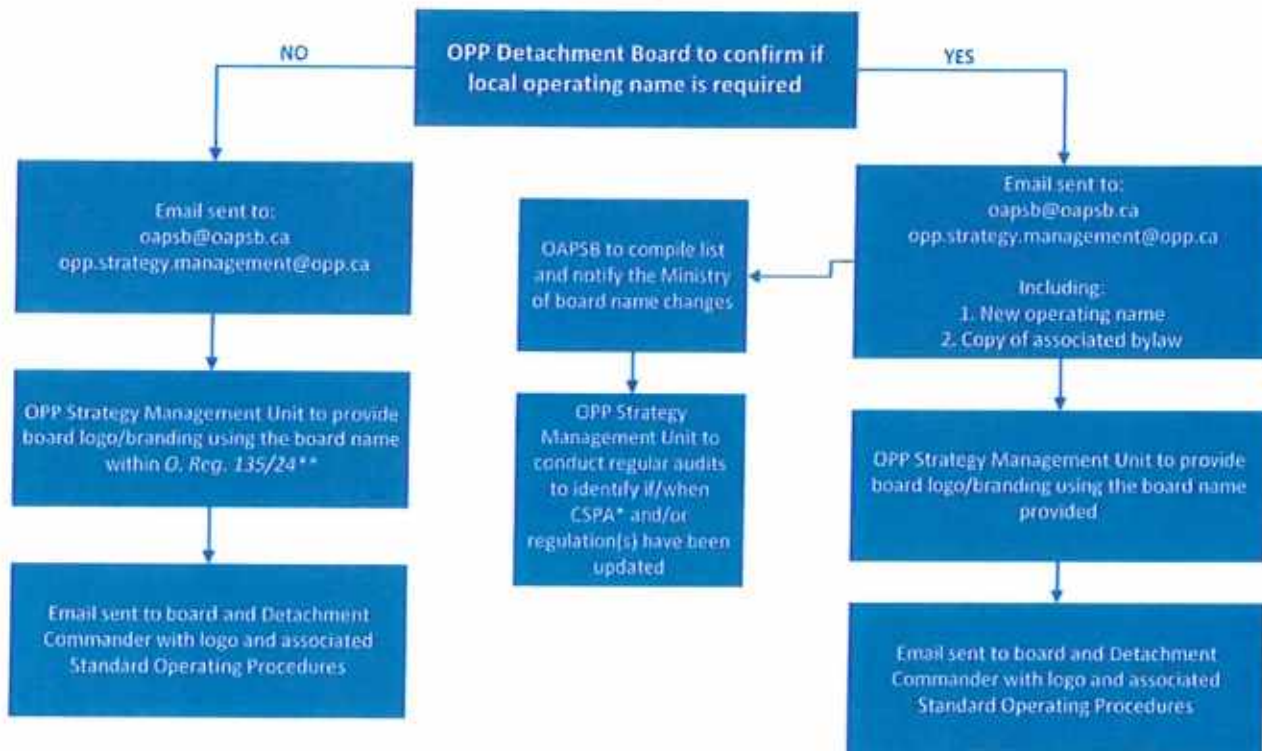 OPP Detachment Board to confirm if
local operating name is required
NO
YES
Email sent to:
oapsb@oapsb.ca
opp.strategy.management@opp.ca
OPP Strategy Management Unit to provide
board logo/branding using the board name
within O. Reg. 135/24**
Email sent to board and Detachment
Commander with logo and associated
Standard Operating Procedures
OAPSB to compile list
and notify the Ministry
of board name changes
OPP Strategy
Management Unit to
conduct regular audits
to identify if/when
CSPA* and/or
regulation(s) have been
updated
Email sent to:
oapsb@oapsb.ca
opp.strategy.management@opp.ca
Including:
1. New operating name
2. Copy of associated bylaw
OPP Strategy Management Unit to provide
board logo/branding using the board name
provided
Email sent to board and Detachment
Commander with logo and associated
Standard Operating Procedures